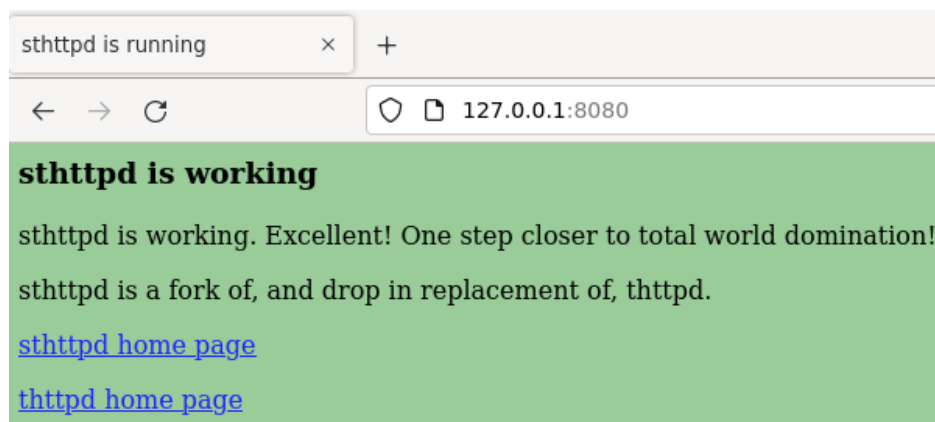 sthttpd is running
127.0.0.1:8080
sthttpd is working
sthttpd is working. Excellent! One step closer to total world domination!
sthttpd is a fork of, and drop in replacement of, thttpd.
sthttpd home page
thttpd home page